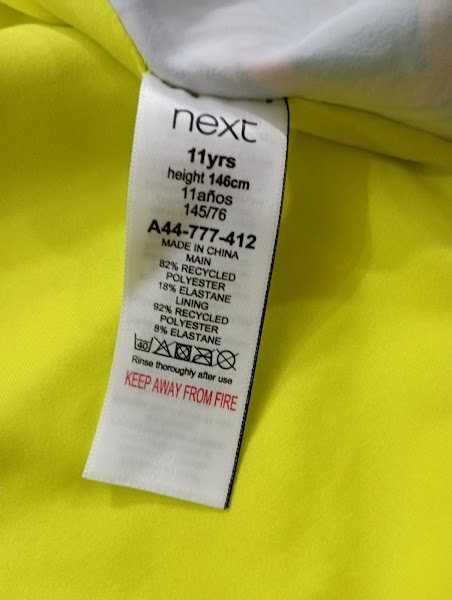 next
11yrs
height 146cm
11años
145/76
A44-777-412
MADE IN CHINA
MAIN
82% RECYCLED
POLYESTER
18% ELASTANE
LINING
92% RECYCLED
POLYESTER
8% ELASTANE
40
Rinse thoroughly after use
KEEP AWAY FROM FIRE